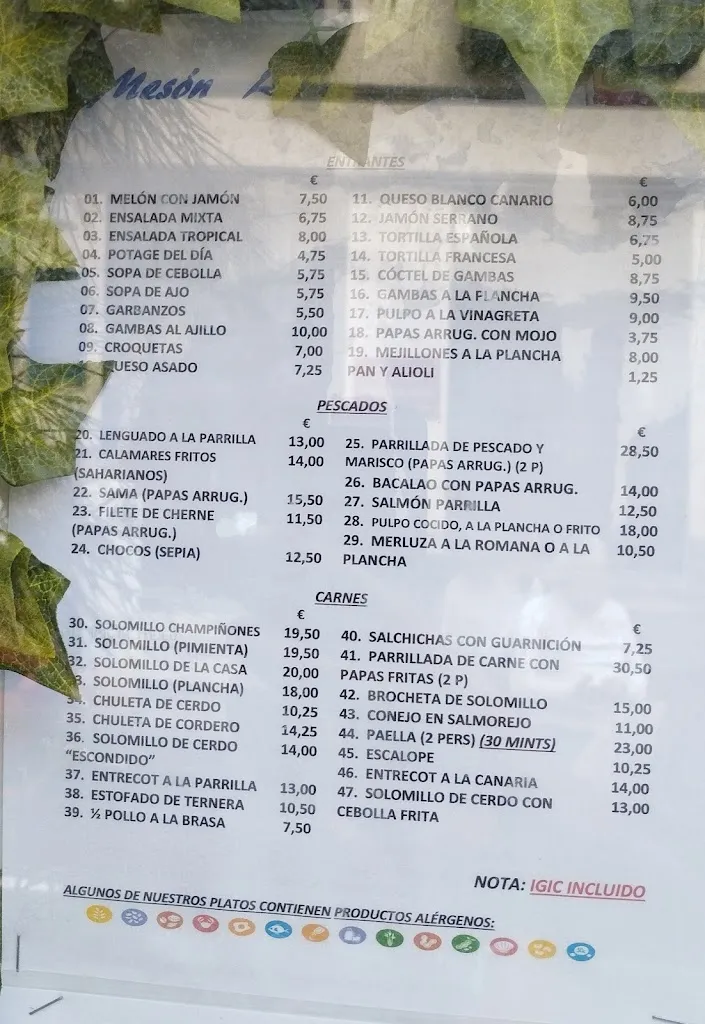 Mesón
ENTRANTES
€
01. MELÓN CON JAMÓN 7,50
02. ENSALADA MIXTA 6,75
03. ENSALADA TROPICAL 8,00
04. POTAGE DEL DÍA 4,75
05. SOPA DE CEBOLLA 5,75
06. SOPA DE AJO 5,75
07. GARBANZOS 5,50
08. GAMBAS AL AJILLO 10,00
09. CROQUETAS 7,00
UESO ASADO 7,25
€
11. QUESO BLANCO CANARIO 6,00
12. JAMÓN SERRANO 8,75
13. TORTILLA ESPAÑOLA 6,75
14. TORTILLA FRANCESA 5,00
15. CÓCTEL DE GAMBAS 8,75
16. GAMBAS A LA PLANCHA 9,50
17. PULPO A LA VINAGRETA 9,00
18. PAPAS ARRUG. CON MOJO 3,75
19. MEJILLONES A LA PLANCHA 8,00
PAN Y ALIOLI 1,25
PESCADOS
€
20. LENGUADO A LA PARRILLA 13,00
21. CALAMARES FRITOS 14,00
(SAHARIANOS)
22. SAMA (PAPAS ARRUG.) 15,50
23. FILETE DE CHERNE 11,50
(PAPAS ARRUG.)
24. CHOCOS (SEPIA) 12,50
€
25. PARRILLADA DE PESCADO Y 28,50
MARISCO (PAPAS ARRUG.) (2 P)
26. BACALAO CON PAPAS ARRUG. 14,00
27. SALMÓN PARRILLA 12,50
28. PULPO COCIDO, A LA PLANCHA O FRITO 18,00
29. MERLUZA A LA ROMANA O A LA 10,50
PLANCHA
CARNES
€
30. SOLOMILLO CHAMPIÑONES 19,50
31. SOLOMILLO (PIMIENTA) 19,50
32. SOLOMILLO DE LA CASA 20,00
3. SOLOMILLO (PLANCHA) 18,00
34. CHULETA DE CERDO 10,25
35. CHULETA DE CORDERO 14,25
36. SOLOMILLO DE CERDO 14,00
“ESCONDIDO”
37. ENTRECOT A LA PARRILLA 13,00
38. ESTOFADO DE TERNERA 10,50
39. ½ POLLO A LA BRASA 7,50
€
40. SALCHICHAS CON GUARNICIÓN 7,25
41. PARRILLADA DE CARNE CON 30,50
PAPAS FRITAS (2 P)
42. BROCHETA DE SOLOMILLO 15,00
43. CONEJO EN SALMOREJO 11,00
44. PAELLA (2 PERS) (30 MINTS) 23,00
45. ESCALOPE 10,25
46. ENTRECOT A LA CANARIA 14,00
47. SOLOMILLO DE CERDO CON 13,00
CEBOLLA FRITA
NOTA: IGIC INCLUIDO
ALGUNOS DE NUESTROS PLATOS CONTIENEN PRODUCTOS ALÉRGENOS: